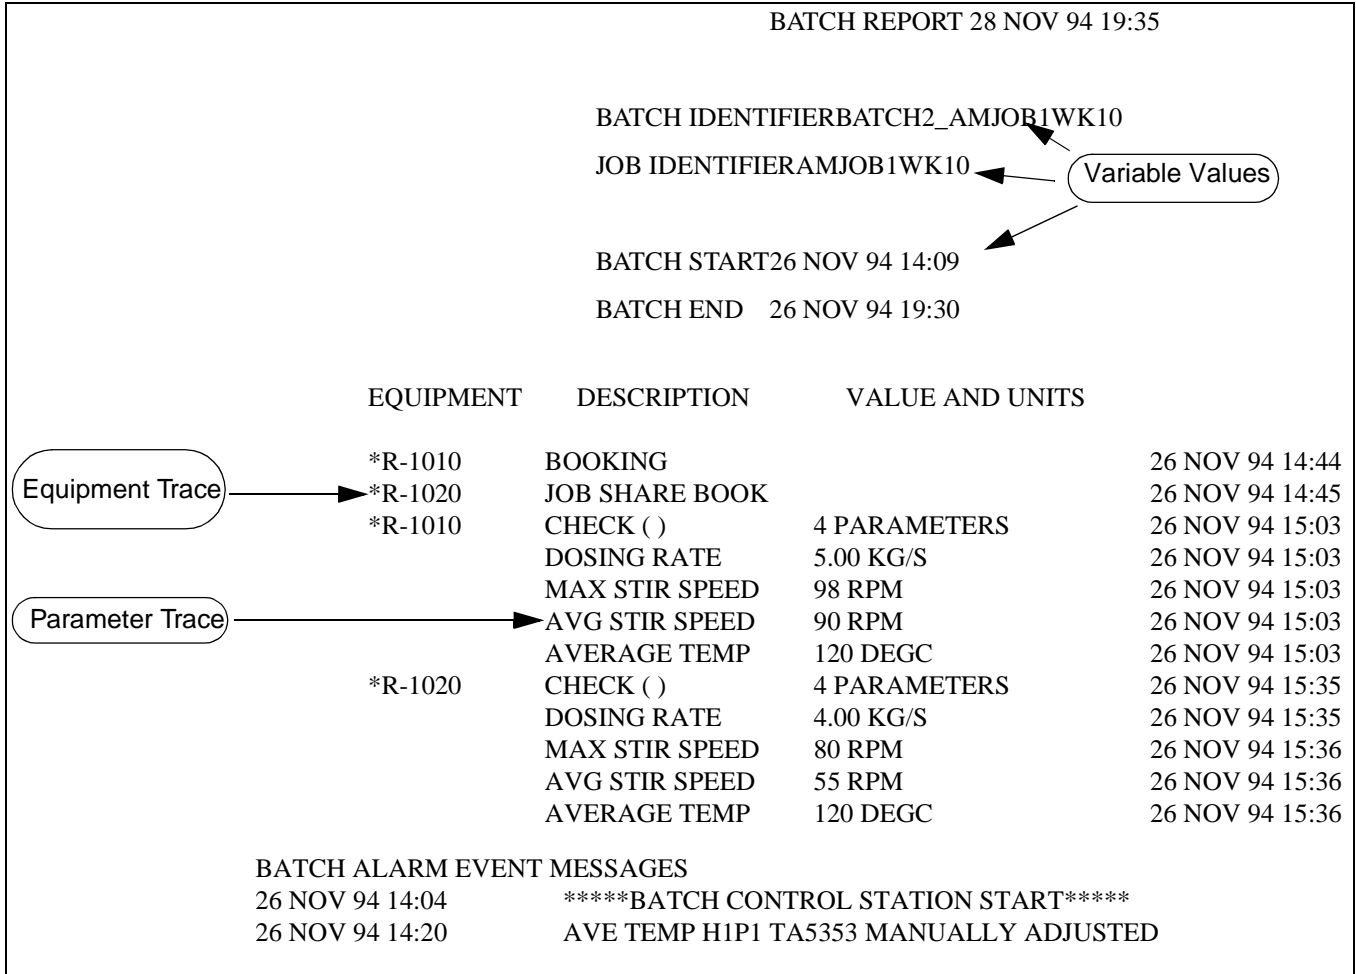 BATCH REPORT 28 NOV 94 19:35
BATCH IDENTIFIERBATCH2_AMJOB1WK10
JOB IDENTIFIERAMJOB1WK10
Variable Values
BATCH START26 NOV 94 14:09
BATCH END 26 NOV 94 19:30
EQUIPMENT DESCRIPTION VALUE AND UNITS
*R-1010 BOOKING 26 NOV 94 14:44
Equipment Trace *R-1020 JOB SHARE BOOK 26 NOV 94 14:45
*R-1010 CHECK ( ) 4 PARAMETERS 26 NOV 94 15:03
DOSING RATE 5.00 KG/S 26 NOV 94 15:03
MAX STIR SPEED 98 RPM 26 NOV 94 15:03
Parameter Trace AVG STIR SPEED 90 RPM 26 NOV 94 15:03
AVERAGE TEMP 120 DEGC 26 NOV 94 15:03
*R-1020 CHECK ( ) 4 PARAMETERS 26 NOV 94 15:35
DOSING RATE 4.00 KG/S 26 NOV 94 15:35
MAX STIR SPEED 80 RPM 26 NOV 94 15:36
AVG STIR SPEED 55 RPM 26 NOV 94 15:36
AVERAGE TEMP 120 DEGC 26 NOV 94 15:36
BATCH ALARM EVENT MESSAGES
26 NOV 94 14:04 *****BATCH CONTROL STATION START*****
26 NOV 94 14:20 AVE TEMP H1P1 TA5353 MANUALLY ADJUSTED